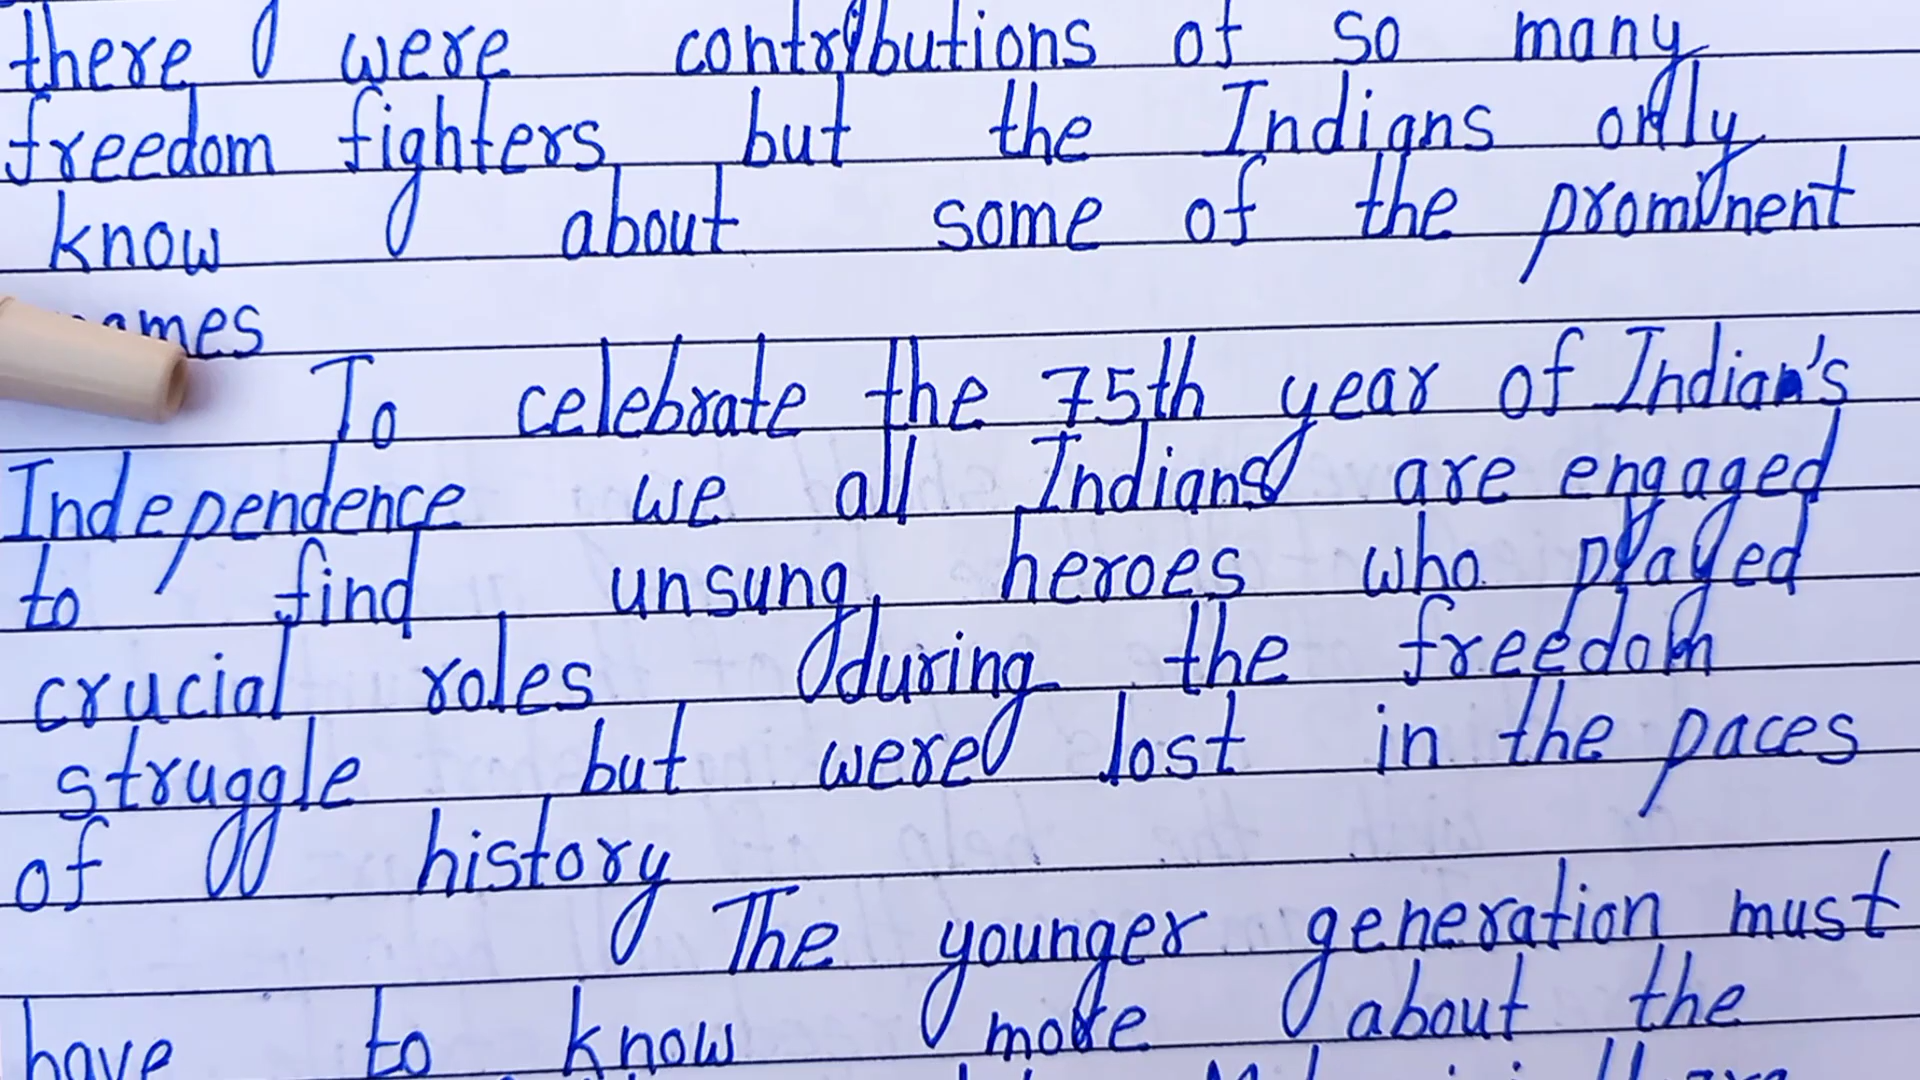 there were contributions of so many
freedom fighters but the Indians only
know about some of the prominent
names
To celebrate the 75th year of Indian's
Independence we all Indians are engaged
to find unsung heroes who played
crucial roles during the freedom
struggle but were lost in the paces
of history
The younger generation must
have to know more about the